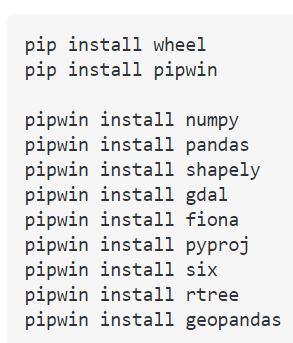 pip install wheel
pip install pipwin
pipwin install numpy
pipwin install pandas
pipwin install shapely
pipwin install gdal
pipwin install fiona
pipwin install pyproj
pipwin install six
pipwin install rtree
pipwin install geopandas